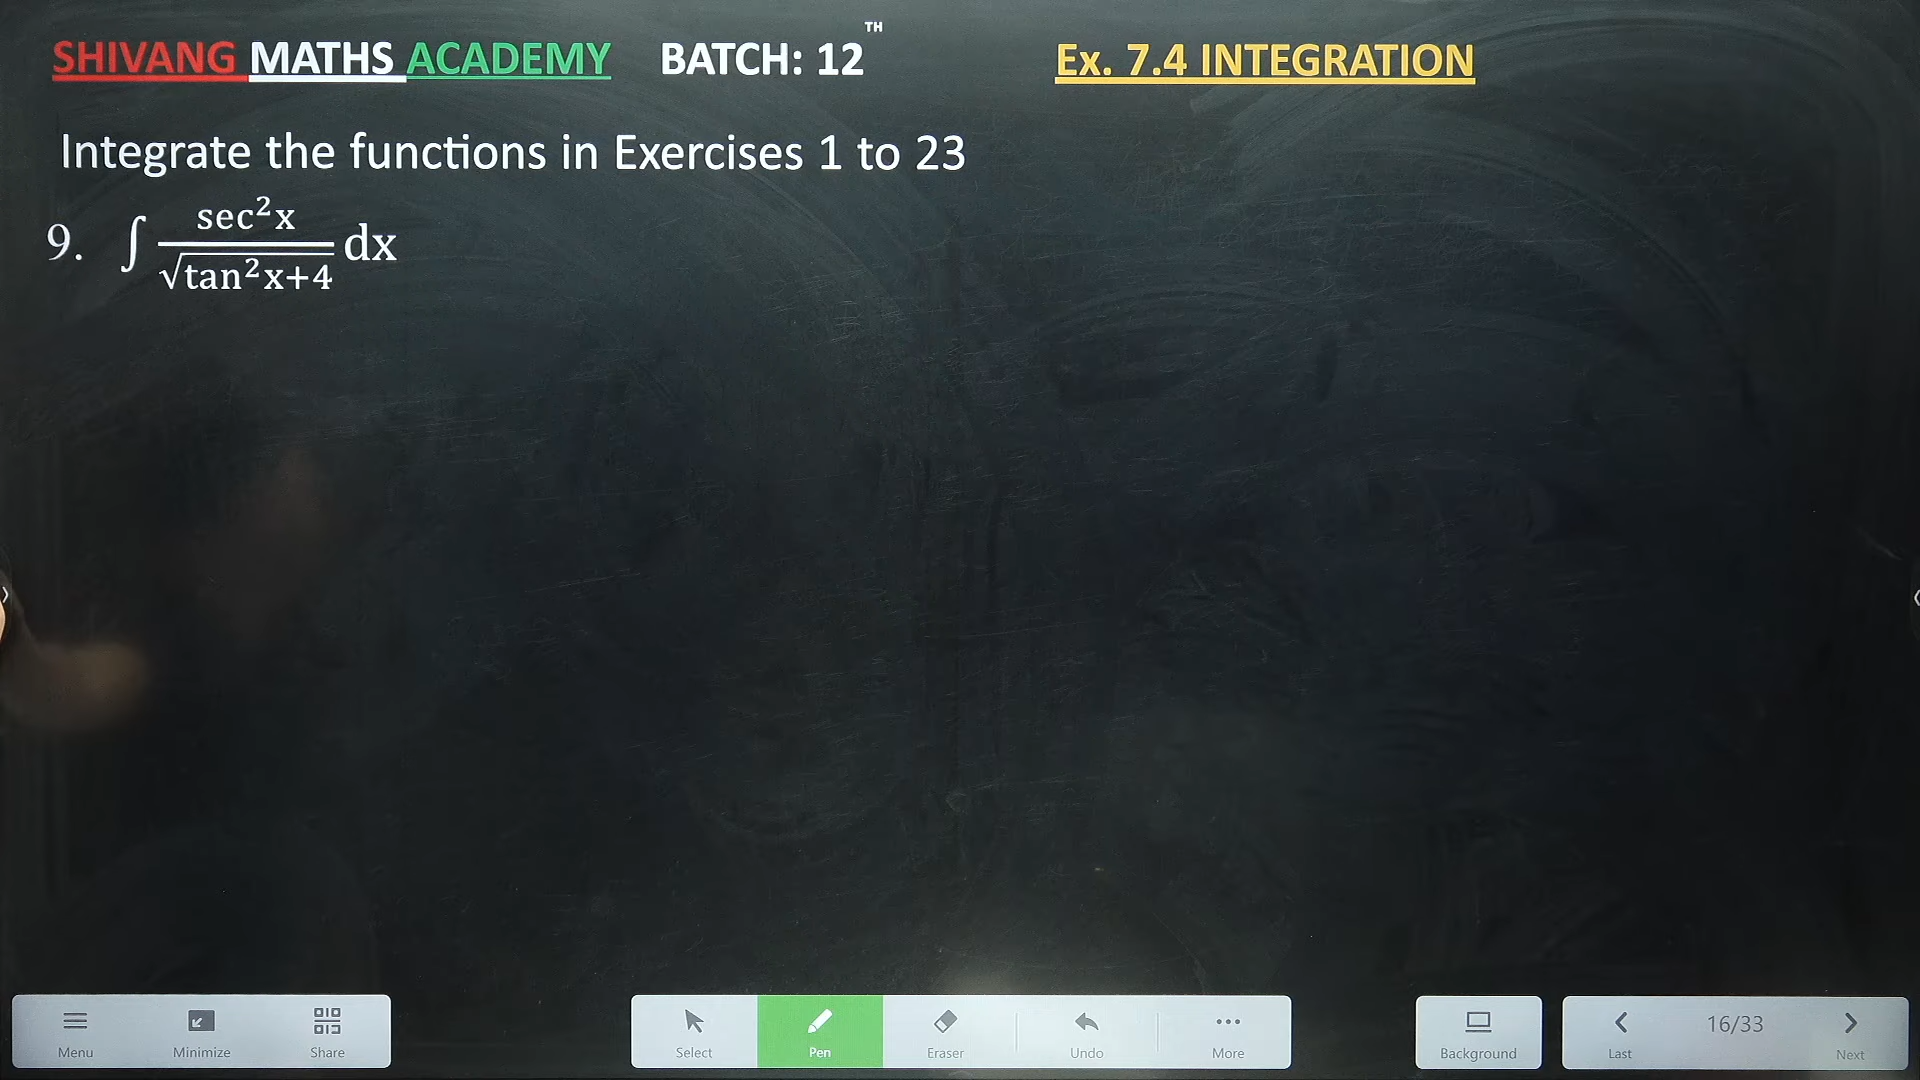 SHIVANG MATHS ACADEMY BATCH: 12TH Ex. 7.4 INTEGRATION
Integrate the functions in Exercises 1 to 23
9. ∫ sec²x / √tan²x+4 dx
Menu Minimize Share Select Pen Eraser Undo More Background Last 16/33 Next